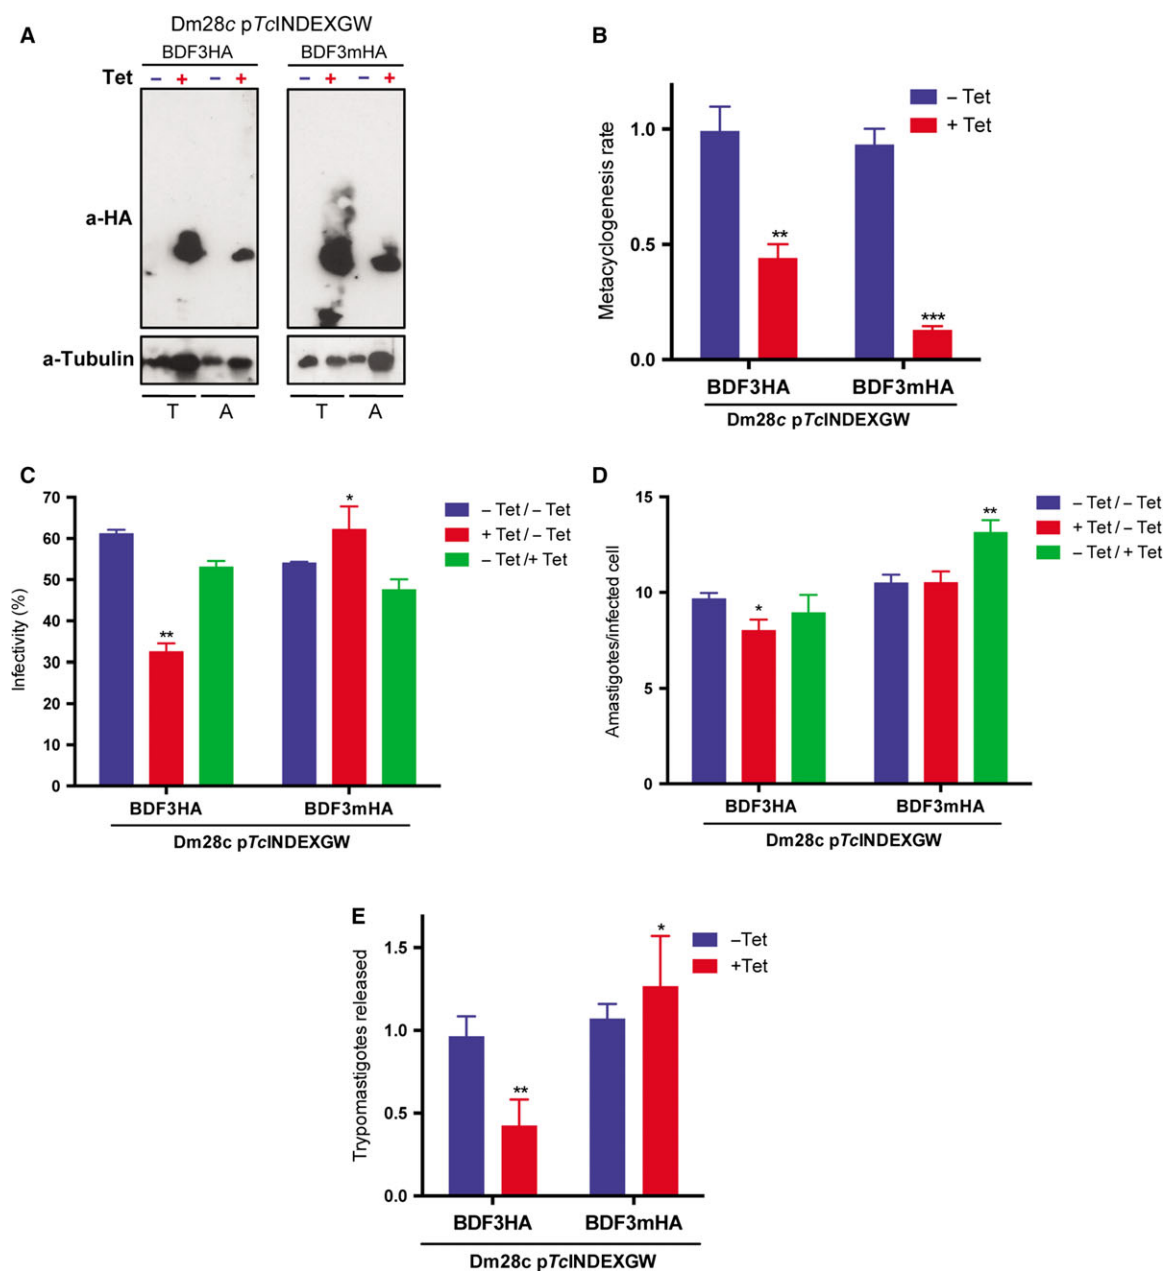 A
Dm28c pTcINDEXGW
BDF3HA BDF3mHA
Tet – + – + – + – +
a-HA
a-Tubulin
T A T A
B
Metacyclogenesis rate
1.0
0.5
0.0
– Tet
+ Tet
**
***
BDF3HA BDF3mHA
Dm28c pTcINDEXGW
C
Infectivity (%)
70
60
50
40
30
20
10
0
– Tet / – Tet
+ Tet / – Tet
– Tet /+ Tet
**
*
BDF3HA BDF3mHA
Dm28c pTcINDEXGW
D
Amastigotes/infected cell
15
10
5
0
– Tet / – Tet
+ Tet / – Tet
– Tet / + Tet
*
**
BDF3HA BDF3mHA
Dm28c pTcINDEXGW
E
Trypomastigotes released
1.5
1.0
0.5
0.0
–Tet
+Tet
**
*
BDF3HA BDF3mHA
Dm28c pTcINDEXGW